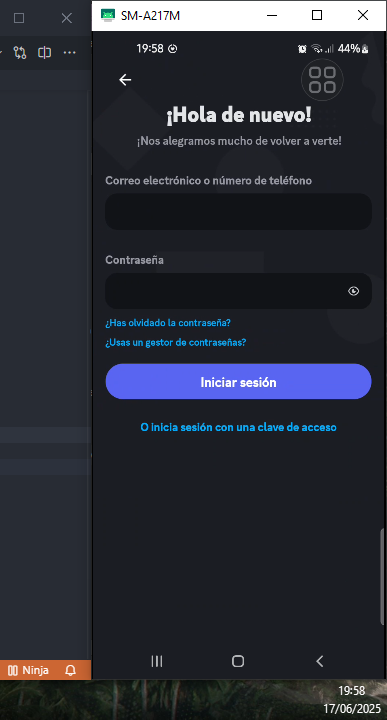 SM-A217M
19:58
44%
¡Hola de nuevo!
¡Nos alegramos mucho de volver a verte!
Correo electrónico o número de teléfono
Contraseña
¿Has olvidado la contraseña?
¿Usas un gestor de contraseñas?
Iniciar sesión
O inicia sesión con una clave de acceso
Ninja
19:58
17/06/2025